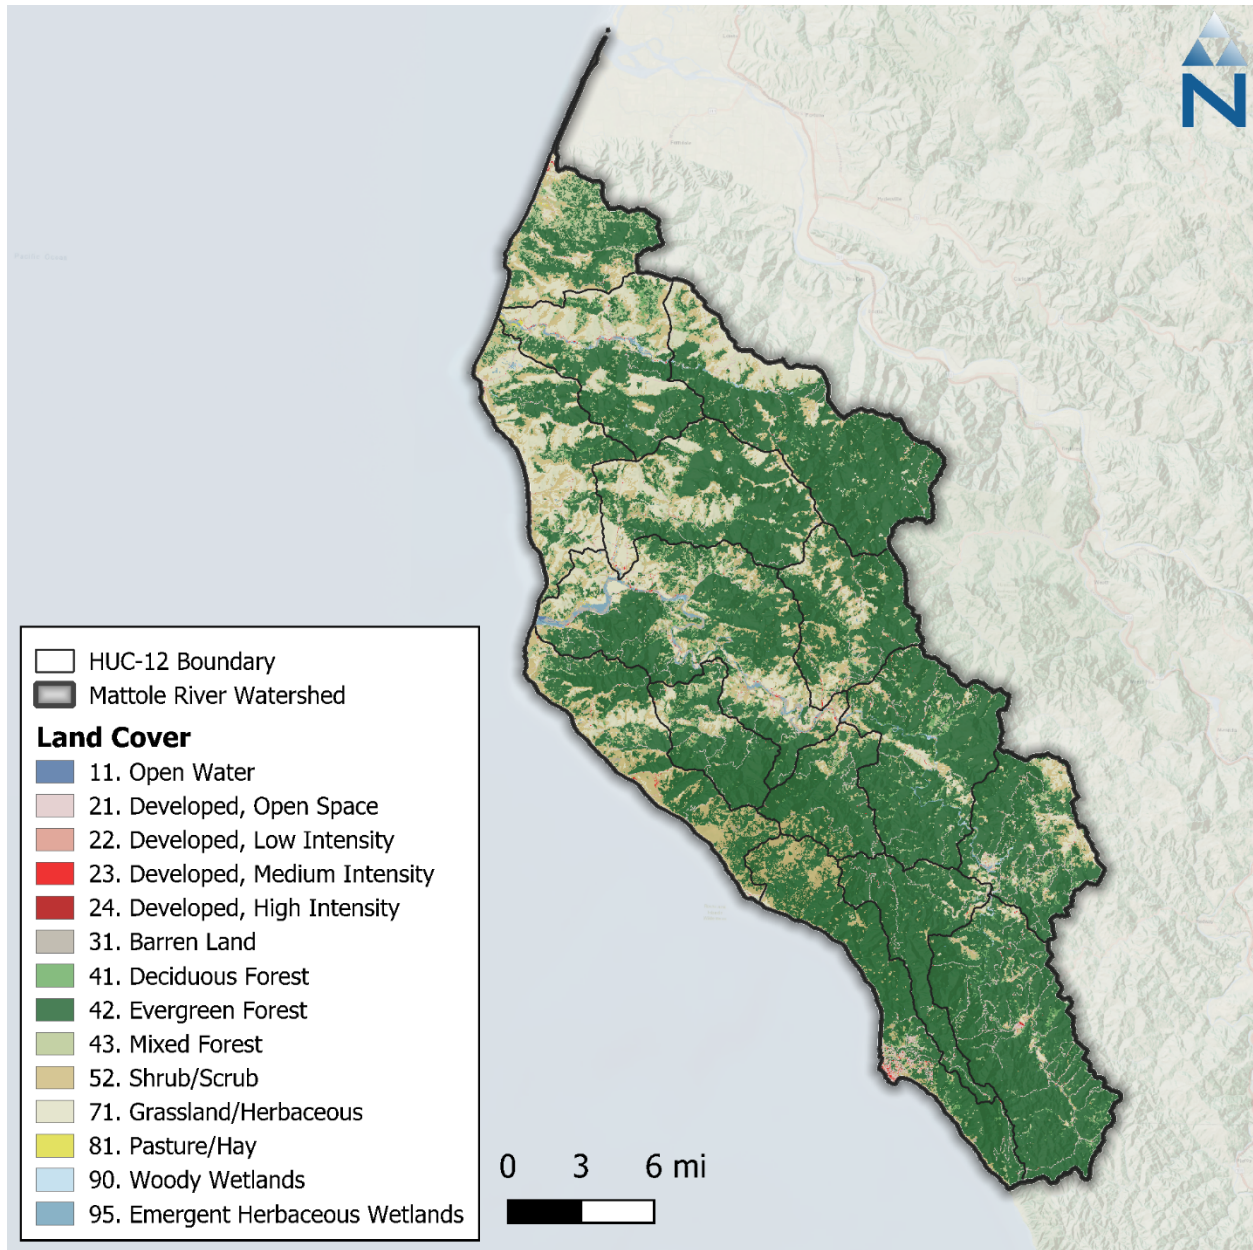 N
Pacific Ocean
HUC-12 Boundary
Mattole River Watershed
Land Cover
11. Open Water
21. Developed, Open Space
22. Developed, Low Intensity
23. Developed, Medium Intensity
24. Developed, High Intensity
31. Barren Land
41. Deciduous Forest
42. Evergreen Forest
43. Mixed Forest
52. Shrub/Scrub
71. Grassland/Herbaceous
81. Pasture/Hay
90. Woody Wetlands
95. Emergent Herbaceous Wetlands
0 3 6 mi